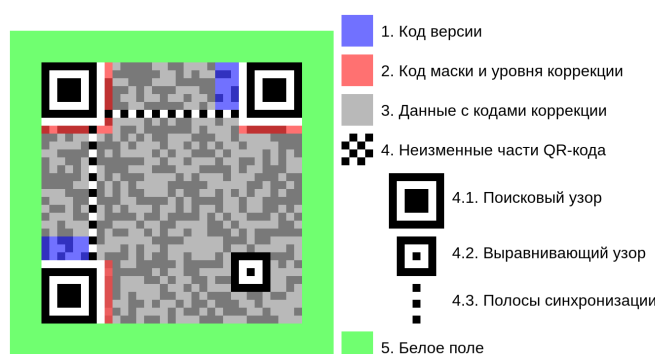 1. Код версии
2. Код маски и уровня коррекции
3. Данные с кодами коррекции
4. Неизменные части QR-кода
4.1. Поисковый узор
4.2. Выравнивающий узор
4.3. Полосы синхронизации
5. Белое поле